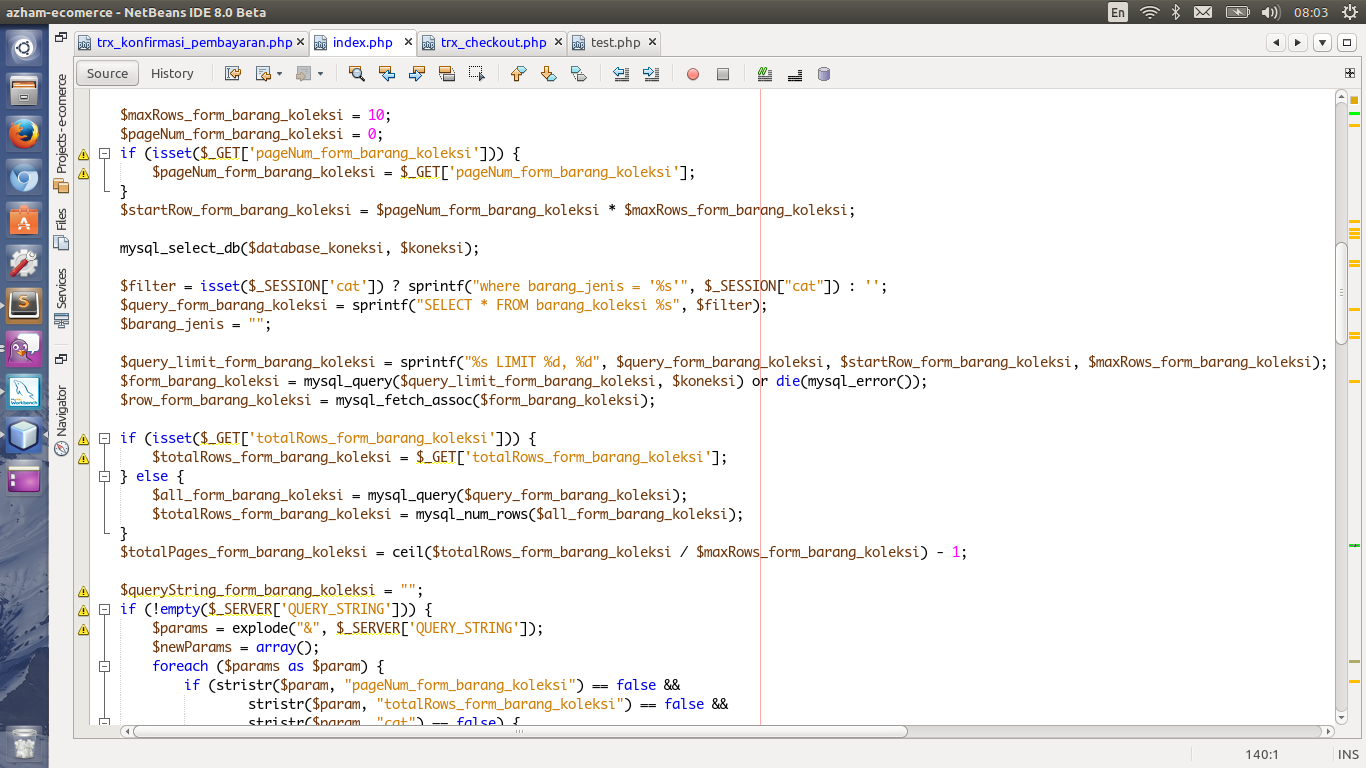 azham-ecomerce - NetBeans IDE 8.0 Beta
En
08:03
trx_konfirmasi_pembayaran.php
index.php
trx_checkout.php
test.php
Source
History
Projects - e-comerce
Files
Services
Navigator
$maxRows_form_barang_koleksi = 10;
$pageNum_form_barang_koleksi = 0;
if (isset($_GET['pageNum_form_barang_koleksi'])) {
$pageNum_form_barang_koleksi = $_GET['pageNum_form_barang_koleksi'];
}
$startRow_form_barang_koleksi = $pageNum_form_barang_koleksi * $maxRows_form_barang_koleksi;
mysql_select_db($database_koneksi, $koneksi);
$filter = isset($_SESSION['cat']) ? sprintf("where barang_jenis = '%s'", $_SESSION["cat"]) : '';
$query_form_barang_koleksi = sprintf("SELECT * FROM barang_koleksi %s", $filter);
$barang_jenis = "";
$query_limit_form_barang_koleksi = sprintf("%s LIMIT %d, %d", $query_form_barang_koleksi, $startRow_form_barang_koleksi, $maxRows_form_barang_koleksi);
$form_barang_koleksi = mysql_query($query_limit_form_barang_koleksi, $koneksi) or die(mysql_error());
$row_form_barang_koleksi = mysql_fetch_assoc($form_barang_koleksi);
if (isset($_GET['totalRows_form_barang_koleksi'])) {
$totalRows_form_barang_koleksi = $_GET['totalRows_form_barang_koleksi'];
} else {
$all_form_barang_koleksi = mysql_query($query_form_barang_koleksi);
$totalRows_form_barang_koleksi = mysql_num_rows($all_form_barang_koleksi);
}
$totalPages_form_barang_koleksi = ceil($totalRows_form_barang_koleksi / $maxRows_form_barang_koleksi) - 1;
$queryString_form_barang_koleksi = "";
if (!empty($_SERVER['QUERY_STRING'])) {
$params = explode("&", $_SERVER['QUERY_STRING']);
$newParams = array();
foreach ($params as $param) {
if (stristr($param, "pageNum_form_barang_koleksi") == false &&
stristr($param, "totalRows_form_barang_koleksi") == false &&
stristr($param, "cat") == false) {
140:1
INS